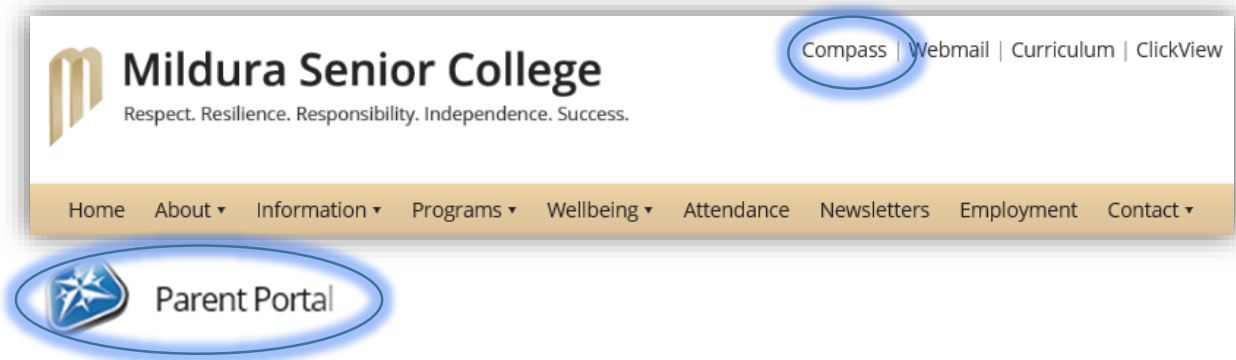 Compass | Webmail | Curriculum | ClickView
Mildura Senior College
Respect. Resilience. Responsibility. Independence. Success.
Home About ▾ Information ▾ Programs ▾ Wellbeing ▾ Attendance Newsletters Employment Contact ▾
Parent Portal